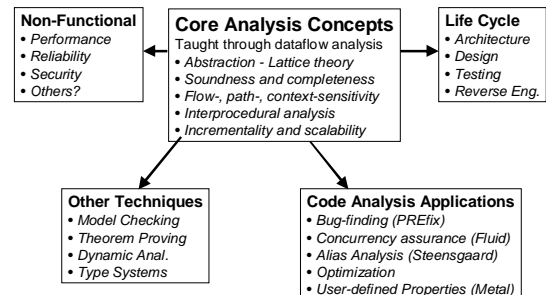 Non-Functional
• Performance
• Reliability
• Security
• Others?
Core Analysis Concepts
Taught through dataflow analysis
• Abstraction - Lattice theory
• Soundness and completeness
• Flow-, path-, context-sensitivity
• Interprocedural analysis
• Incrementality and scalability
Life Cycle
• Architecture
• Design
• Testing
• Reverse Eng.
Other Techniques
• Model Checking
• Theorem Proving
• Dynamic Anal.
• Type Systems
Code Analysis Applications
• Bug-finding (PREfix)
• Concurrency assurance (Fluid)
• Alias Analysis (Steensgaard)
• Optimization
• User-defined Properties (Metal)